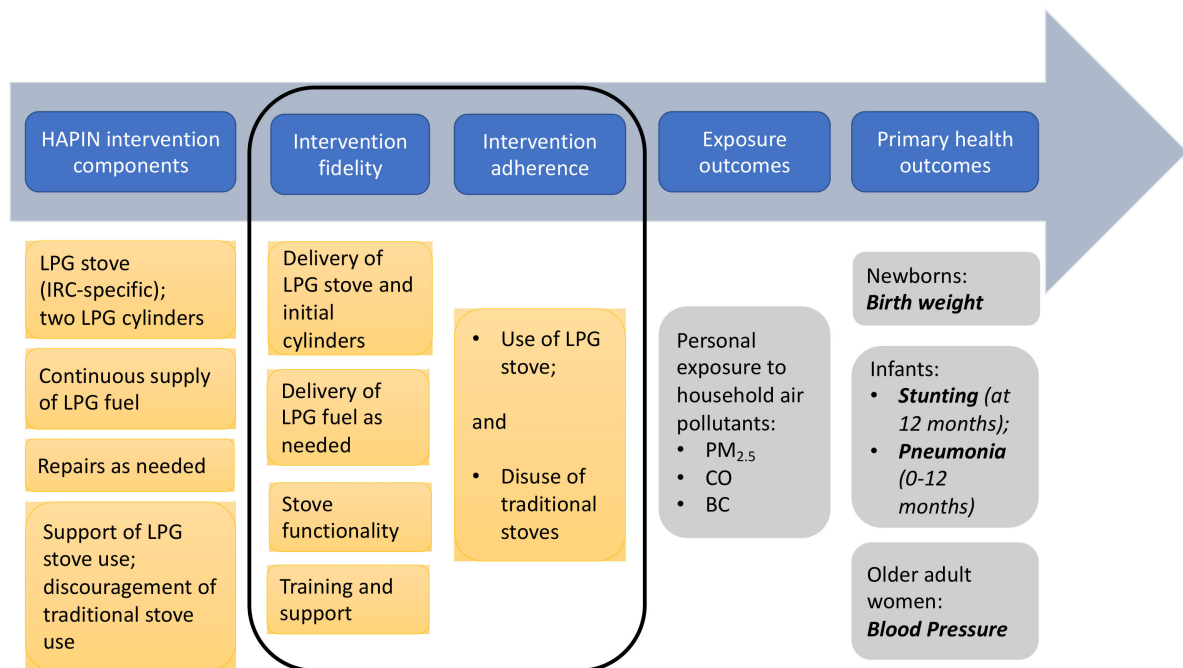 HAPIN intervention
components
Intervention
fidelity
Intervention
adherence
Exposure
outcomes
Primary health
outcomes
LPG stove
(IRC-specific);
two LPG cylinders
Continuous supply
of LPG fuel
Repairs as needed
Support of LPG
stove use;
discouragement of
traditional stove
use
Delivery of
LPG stove and
initial
cylinders
Delivery of
LPG fuel as
needed
Stove
functionality
Training and
support
• Use of LPG
stove;
and
• Disuse of
traditional
stoves
Personal
exposure to
household air
pollutants:
• PM2.5
• CO
• BC
Newborns:
Birth weight
Infants:
• Stunting (at
12 months);
• Pneumonia
(0-12
months)
Older adult
women:
Blood Pressure